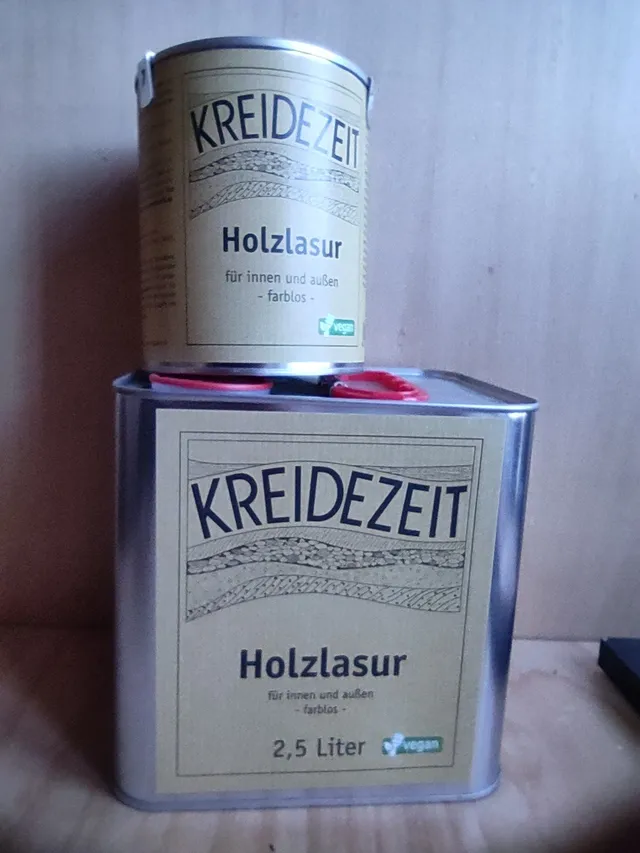 KREIDEZEIT
Holzlasur
für innen und außen
- farblos -
vegan
KREIDEZEIT
Holzlasur
für innen und außen
- farblos -
2,5 Liter vegan